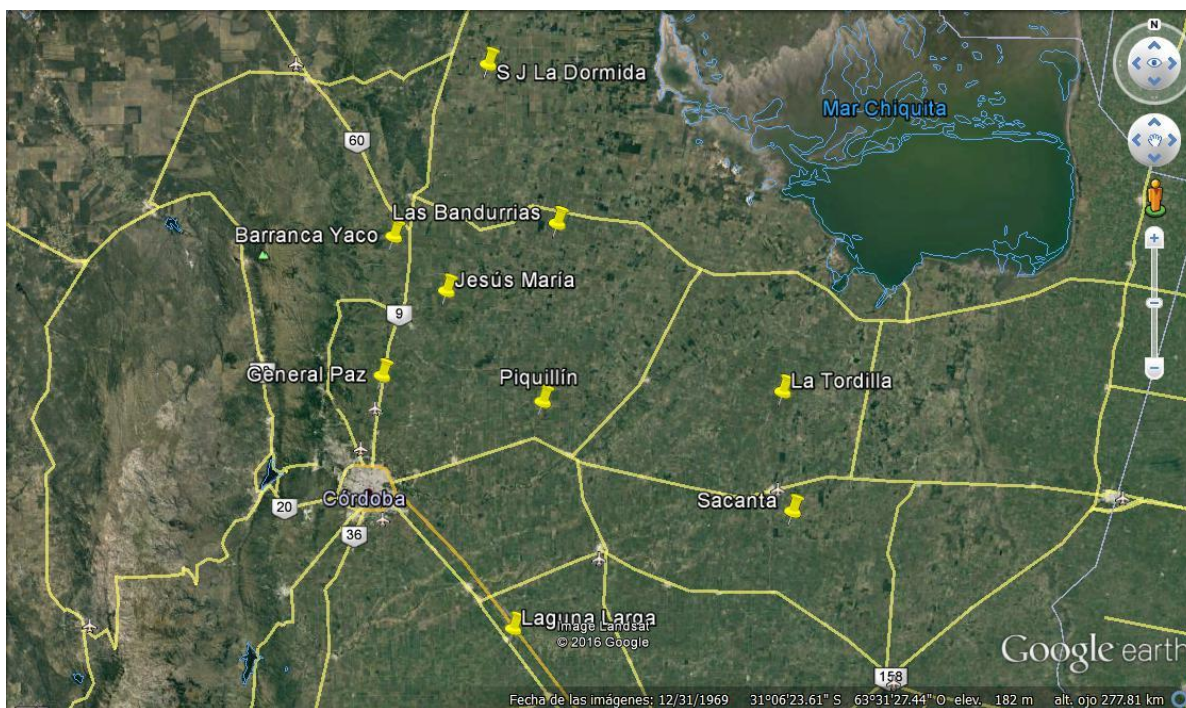 N
S J La Dormida
Mar Chiquita
60
Las Bandurrias
Barranca Yaco
Jesús María
9
General Paz
Piquillín
La Tordilla
Córdoba
20
Sacanta
36
Laguna Larga
Image Landsat
© 2016 Google
Google earth
158
Fecha de las imágenes: 12/31/1969 31°06'23.61" S 63°31'27.44" O elev. 182 m alt. ojo 277.81 km